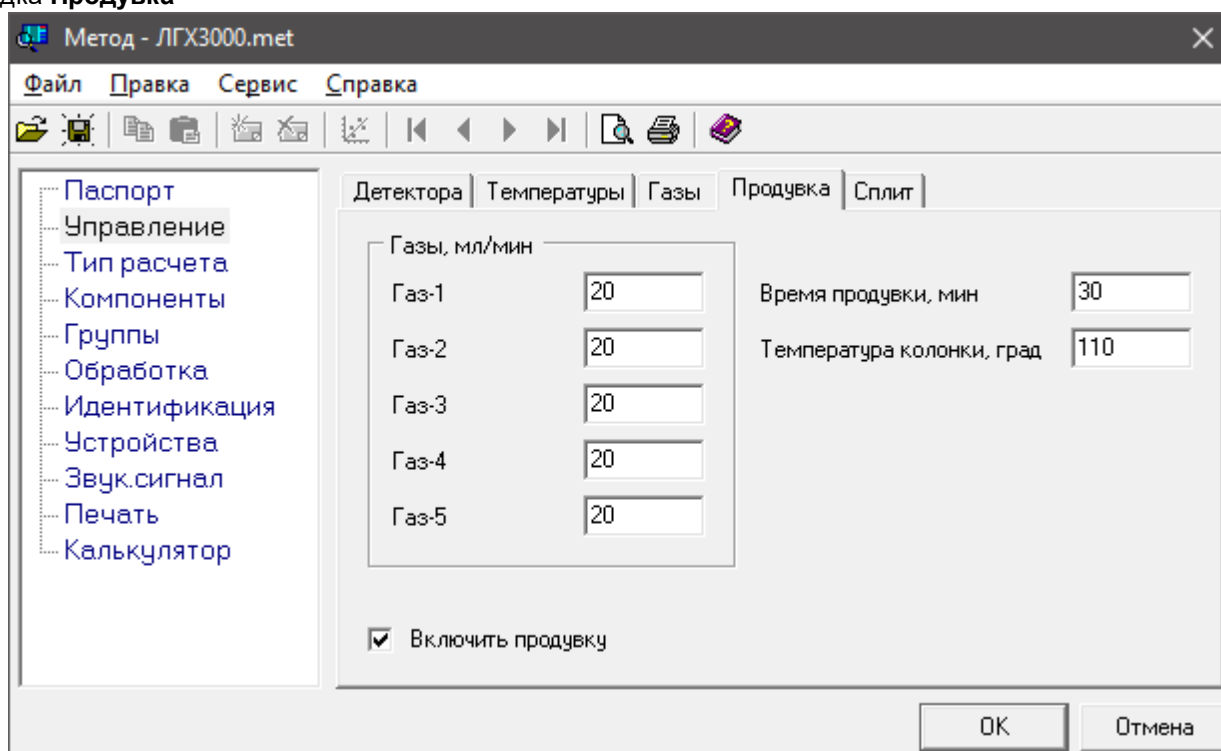 дка Продувка
Метод - ЛГХ3000.met
Файл Правка Сервис Справка
Паспорт
Управление
Тип расчета
Компоненты
Группы
Обработка
Идентификация
Устройства
Звук.сигнал
Печать
Калькулятор
Детектора Температуры Газы Продувка Сплит
Газы, мл/мин
Газ-1 20
Газ-2 20
Газ-3 20
Газ-4 20
Газ-5 20
Время продувки, мин 30
Температура колонки, град 110
Включить продувку
OK Отмена